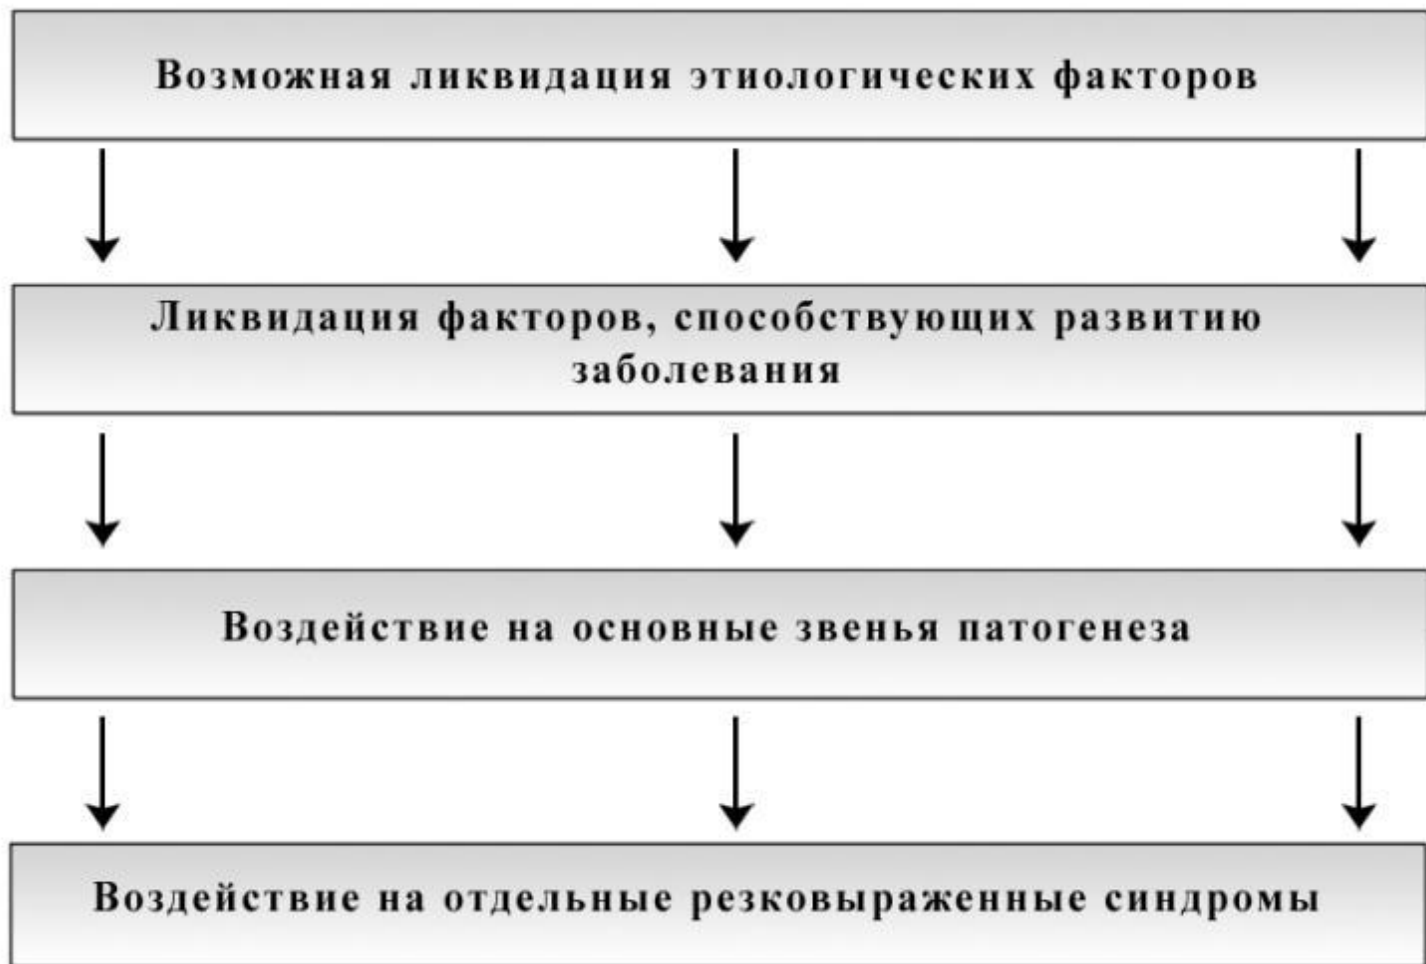 Возможная ликвидация этиологических факторов
Ликвидация факторов, способствующих развитию
заболевания
Воздействие на основные звенья патогенеза
Воздействие на отдельные резковыраженные синдромы